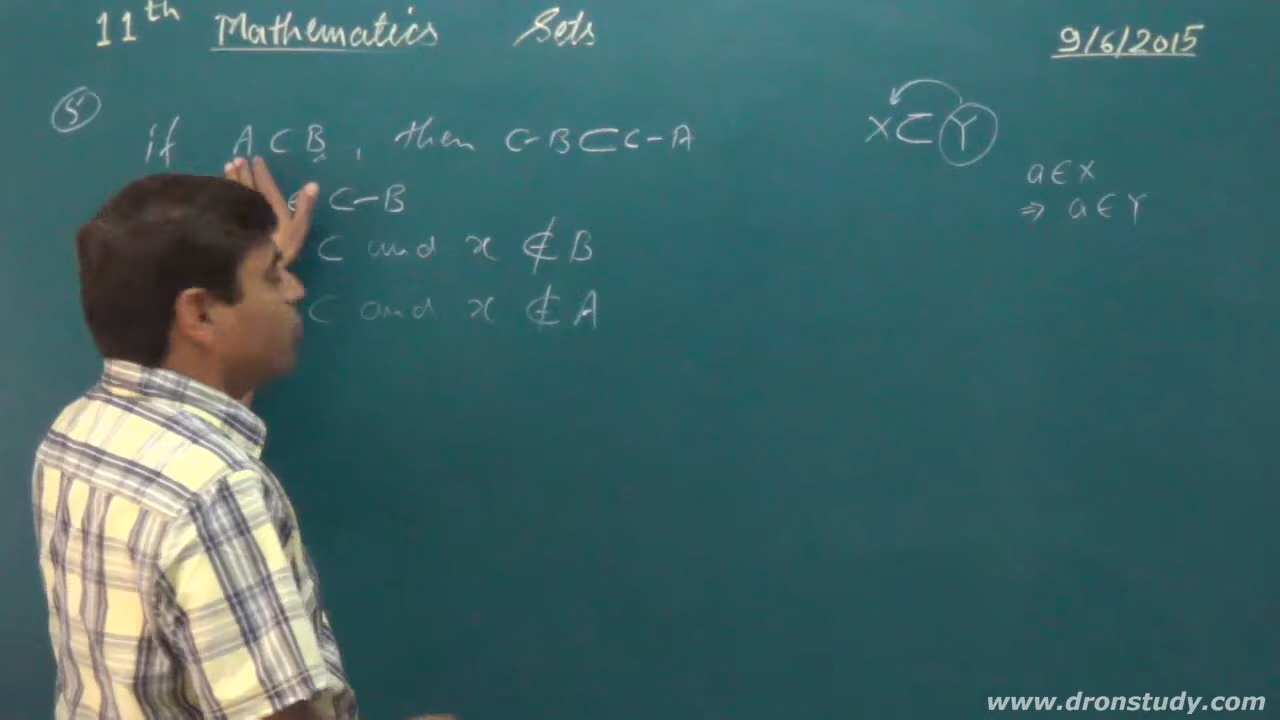 11th Mathematics Sets
9/6/2015
5
if A ⊂ B, then C-B ⊂ C-A
∈ C-B
C and x ∉ B
C and x ∉ A
X ⊂ Y
a ∈ X
⇒ a ∈ Y
www.dronstudy.com